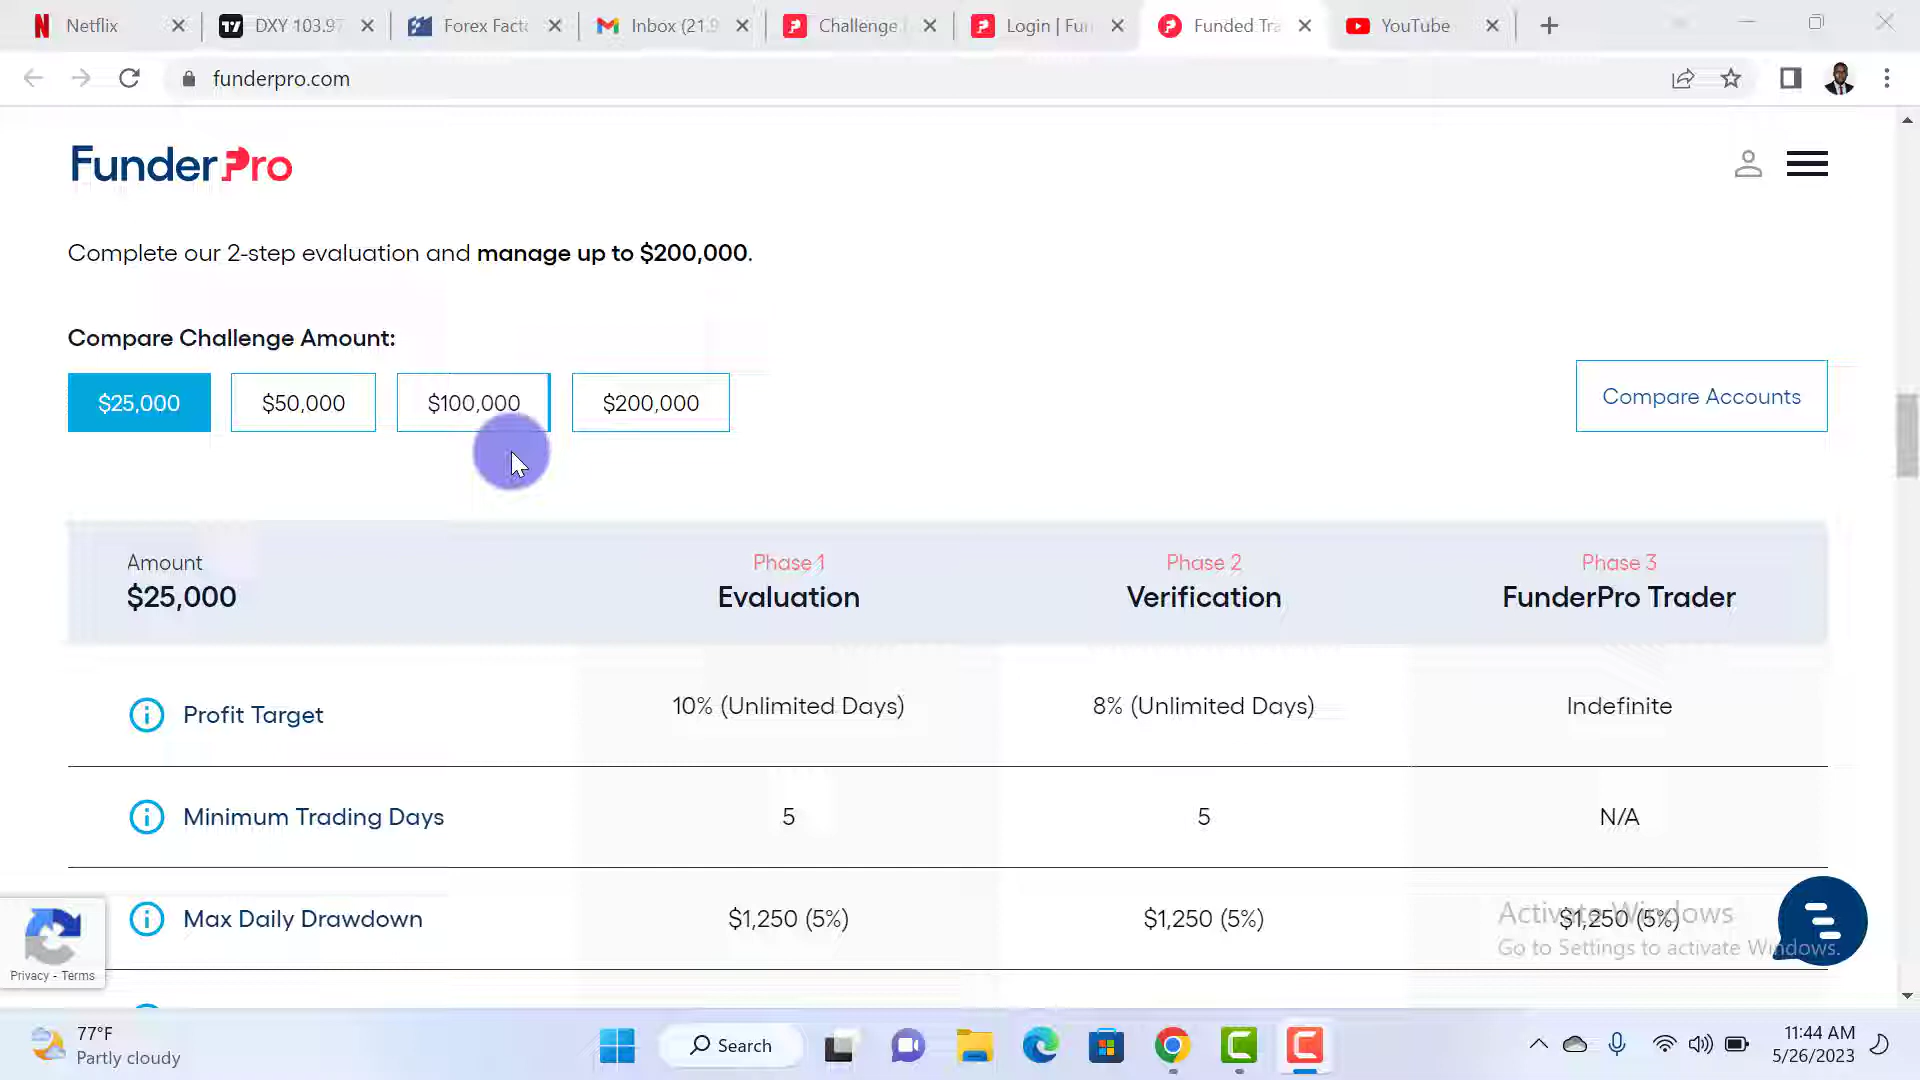 Netflix
DXY 103.97
Forex Facto
Inbox (21.9
Challenge
Login | Fun
Funded Tra
YouTube
funderpro.com
FunderPro
Complete our 2-step evaluation and manage up to $200,000.
Compare Challenge Amount:
$25,000
$50,000
$100,000
$200,000
Compare Accounts
Amount
$25,000
Phase 1
Evaluation
Phase 2
Verification
Phase 3
FunderPro Trader
Profit Target
10% (Unlimited Days)
8% (Unlimited Days)
Indefinite
Minimum Trading Days
5
5
N/A
Max Daily Drawdown
$1,250 (5%)
$1,250 (5%)
$1,250 (5%)
Activate Windows
Go to Settings to activate Windows.
Privacy - Terms
77°F
Partly cloudy
Search
11:44 AM
5/26/2023